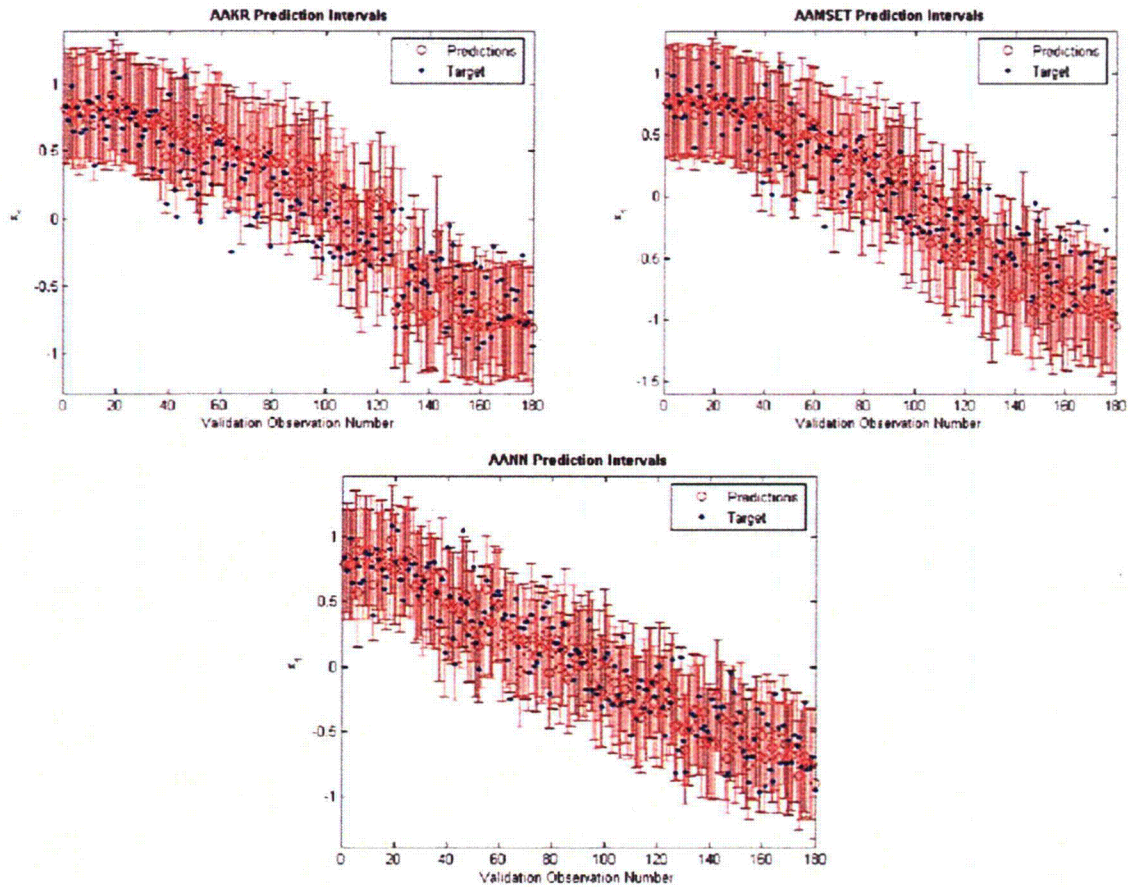 AAKR Prediction Intervals
Predictions
Target
1
0.5
0
-0.5
-1
x₁
0 20 40 60 80 100 120 140 160 180
Validation Observation Number
AAMSET Prediction Intervals
Predictions
Target
1
0.5
0
-0.5
-1
-1.5
x₁
0 20 40 60 80 100 120 140 160 180
Validation Observation Number
AANN Prediction Intervals
Predictions
Target
1
0.5
0
-0.5
-1
x₁
0 20 40 60 80 100 120 140 160 180
Validation Observation Number